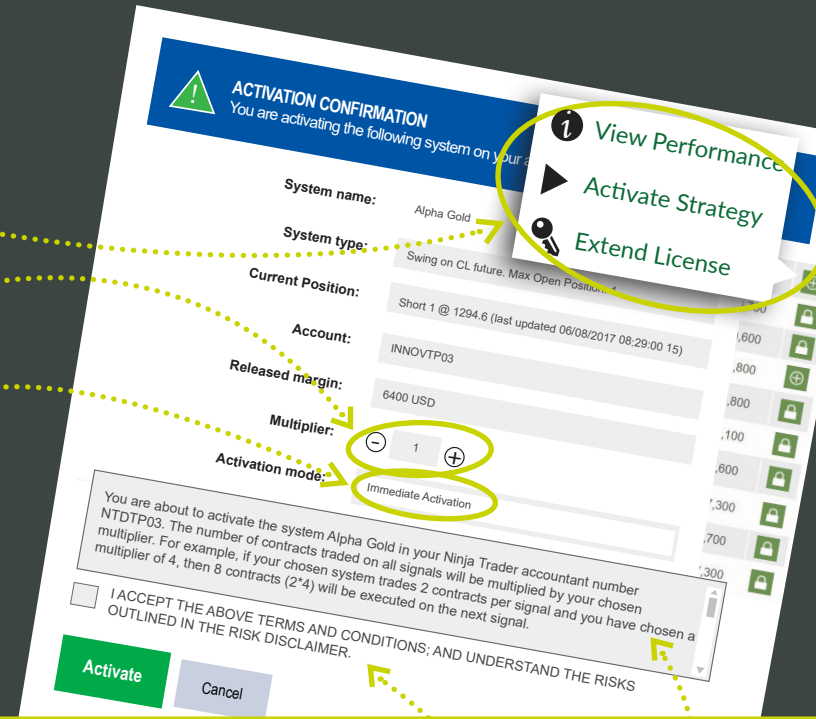 ACTIVATION CONFIRMATION
You are activating the following system on your a
View Performance
Activate Strategy
Extend License
System name:
Alpha Gold
System type:
Swing on CL future. Max Open Position: 1
Current Position:
Short 1 @ 1294.6 (last updated 06/08/2017 08:29:00 15)
Account:
INNOVTP03
Released margin:
6400 USD
Multiplier:
1
Activation mode:
Immediate Activation
,600
,800
,800
,100
,600
,300
,700
,300
You are about to activate the system Alpha Gold in your Ninja Trader accountant number
NTDTP03. The number of contracts traded on all signals will be multiplied by your chosen
multiplier. For example, if your chosen system trades 2 contracts per signal and you have chosen a
multiplier of 4, then 8 contracts (2*4) will be executed on the next signal.
I ACCEPT THE ABOVE TERMS AND CONDITIONS; AND UNDERSTAND THE RISKS
OUTLINED IN THE RISK DISCLAIMER.
Activate
Cancel